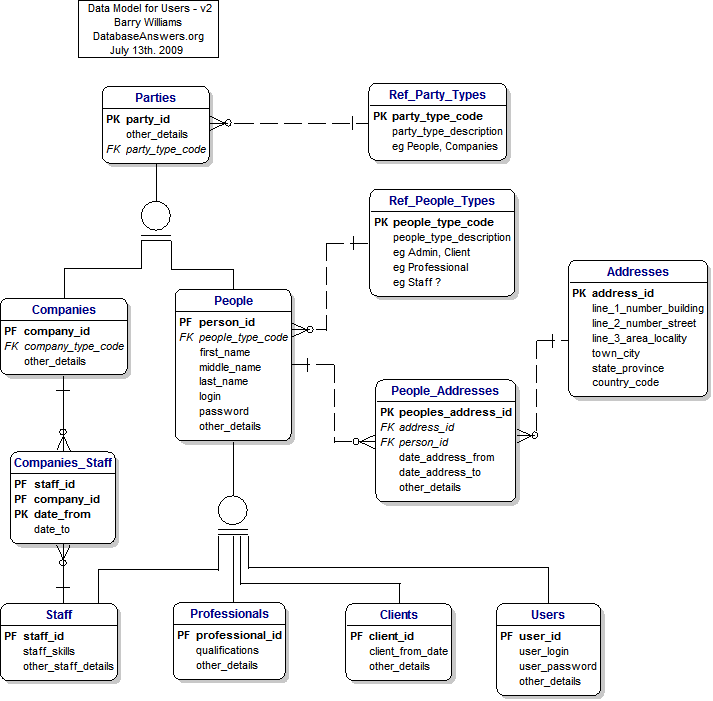 Data Model for Users - v2
Barry Williams
DatabaseAnswers.org
July 13th. 2009
Parties
PK party_id
other_details
FK party_type_code
Ref_Party_Types
PK party_type_code
party_type_description
eg People, Companies
Ref_People_Types
PK people_type_code
people_type_description
eg Admin, Client
eg Professional
eg Staff ?
Addresses
PK address_id
line_1_number_building
line_2_number_street
line_3_area_locality
town_city
state_province
country_code
Companies
PF company_id
FK company_type_code
other_details
People
PF person_id
FK people_type_code
first_name
middle_name
last_name
login
password
other_details
People_Addresses
PK peoples_address_id
FK address_id
FK person_id
date_address_from
date_address_to
other_details
Companies_Staff
PF staff_id
PF company_id
PK date_from
date_to
Staff
PF staff_id
staff_skills
other_staff_details
Professionals
PF professional_id
qualifications
other_details
Clients
PF client_id
client_from_date
other_details
Users
PF user_id
user_login
user_password
other_details